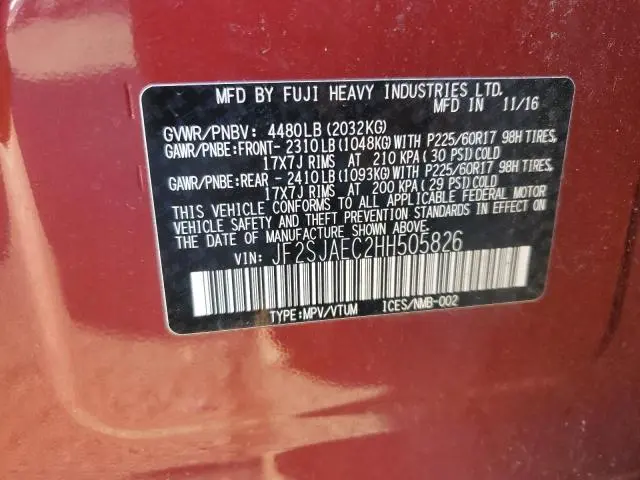 MFD BY FUJI HEAVY INDUSTRIES LTD.
MFD IN 11/16
GVWR/PNBV: 4480LB(2032KG)
GAWR/PNBE:FRONT- 2310LB(1048KG)WITH P225/60R17 98H TIRES,
17X7J RIMS AT 210 KPA(30 PSI)COLD
GAWR/PNBE:REAR - 2410LB(1093KG)WITH P225/60R17 98H TIRES,
17X7J RIMS AT 200 KPA(29 PSI)COLD
THIS VEHICLE CONFORMS TO ALL APPLICABLE FEDERAL MOTOR
VEHICLE SAFETY AND THEFT PREVENTION STANDARDS IN EFFECT ON
THE DATE OF MANUFACTURE SHOWN ABOVE.
VIN: JF2SJAEC2HH505826
TYPE:MPV/VTUM ICES/NMB-002